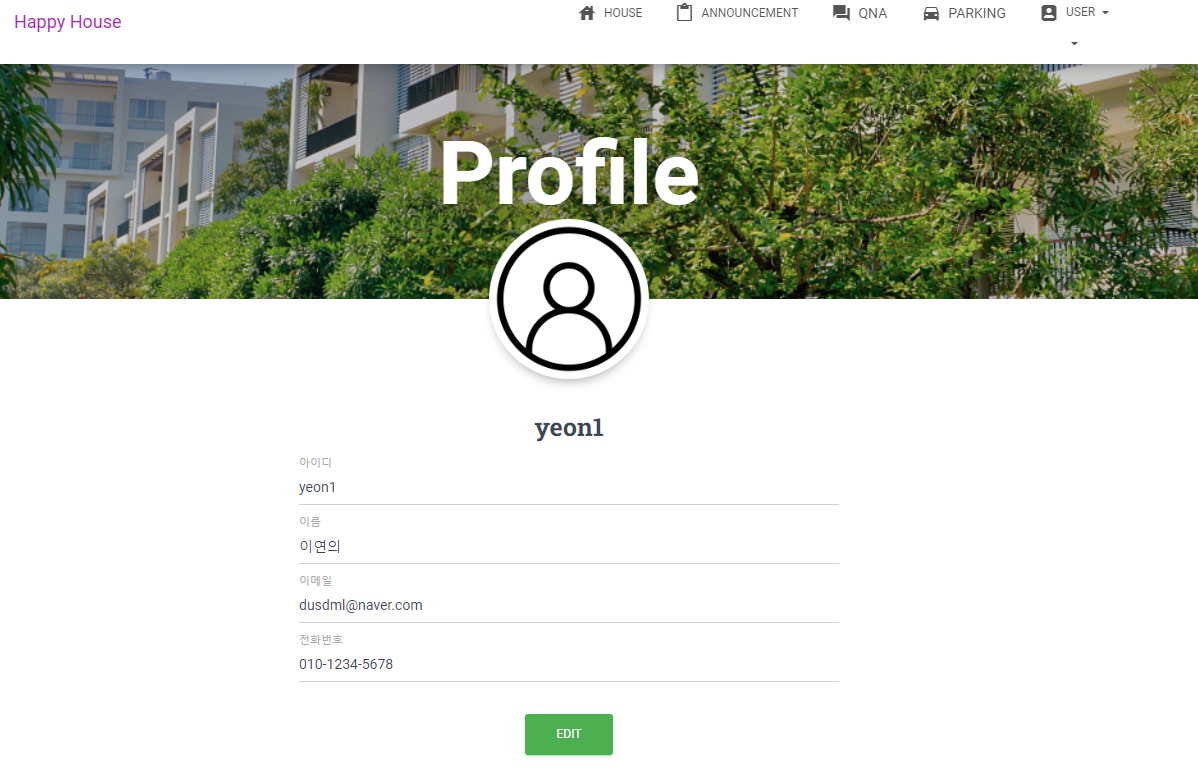 Happy House
HOUSE
ANNOUNCEMENT
QNA
PARKING
USER
Profile
yeon1
아이디
yeon1
이름
이연의
이메일
dusdml@naver.com
전화번호
010-1234-5678
EDIT